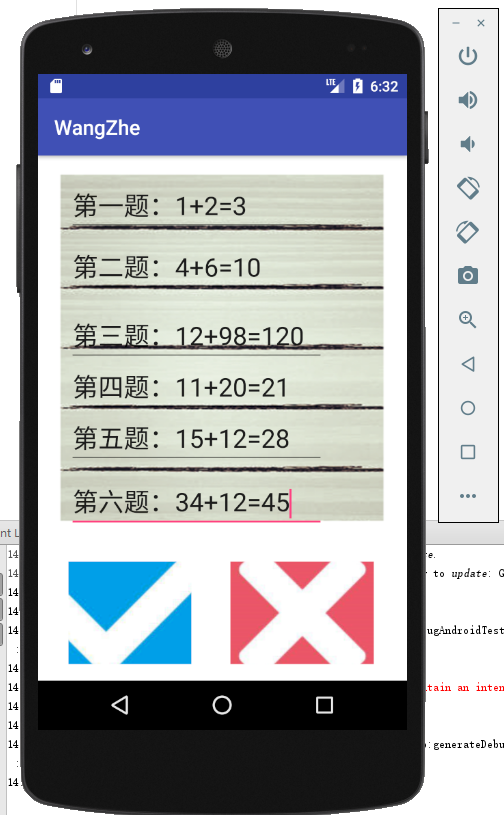 LTE 6:32
WangZhe
第一题：1+2=3
第二题：4+6=10
第三题：12+98=120
第四题：11+20=21
第五题：15+12=28
第六题：34+12=45
nt L
14
14
14
14
:
14
14
14
14
14
:
14
re.
r to update: G
ugAndroidTest
tain an inten
:generateDebu